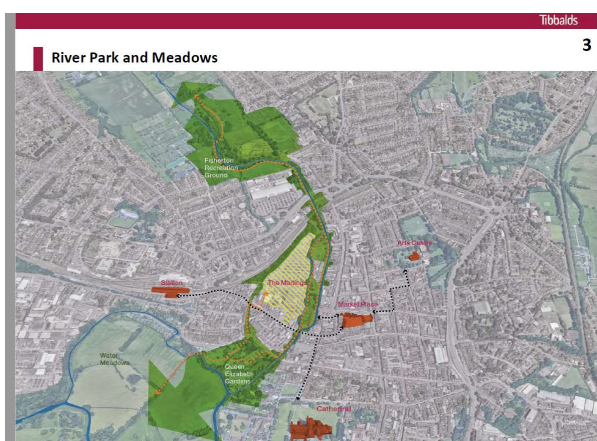 Tibbalds
3
River Park and Meadows
Fisherton
Recreation
Ground
Arts Centre
Station
The Maltings
Market Place
Water
Meadows
Queen
Elizabeth
Gardens
Cathedral